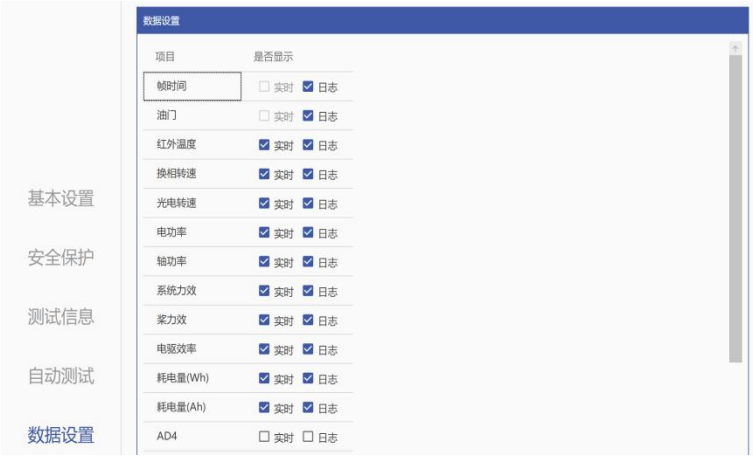 数据设置
项目 是否显示
帧时间 实时 日志
油门 实时 日志
红外温度 实时 日志
换相转速 实时 日志
光电转速 实时 日志
电功率 实时 日志
轴功率 实时 日志
系统力效 实时 日志
桨力效 实时 日志
电驱效率 实时 日志
耗电量(Wh) 实时 日志
耗电量(Ah) 实时 日志
AD4 实时 日志
基本设置
安全保护
测试信息
自动测试
数据设置